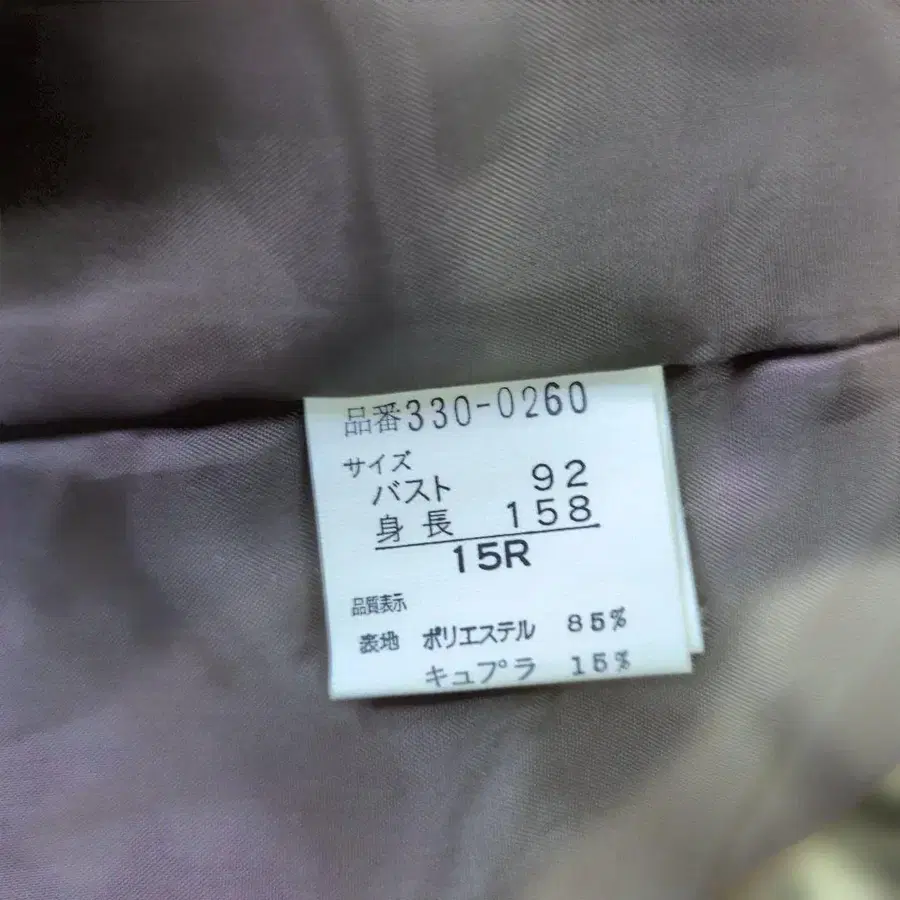 品番330-0260
サイズ
バスト 92
身長 158
15R
品質表示
表地 ポリエステル 85%
キュプラ 15%